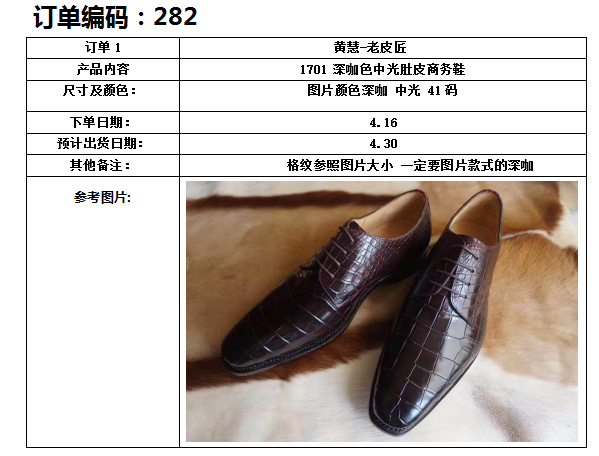 订单编码：282
订单 1
黄慧-老皮匠
产品内容
1701 深咖色中光肚皮商务鞋
尺寸及颜色：
图片颜色深咖 中光 41 码
下单日期：
4.16
预计出货日期：
4.30
其他备注：
格纹参照图片大小 一定要图片款式的深咖
参考图片: